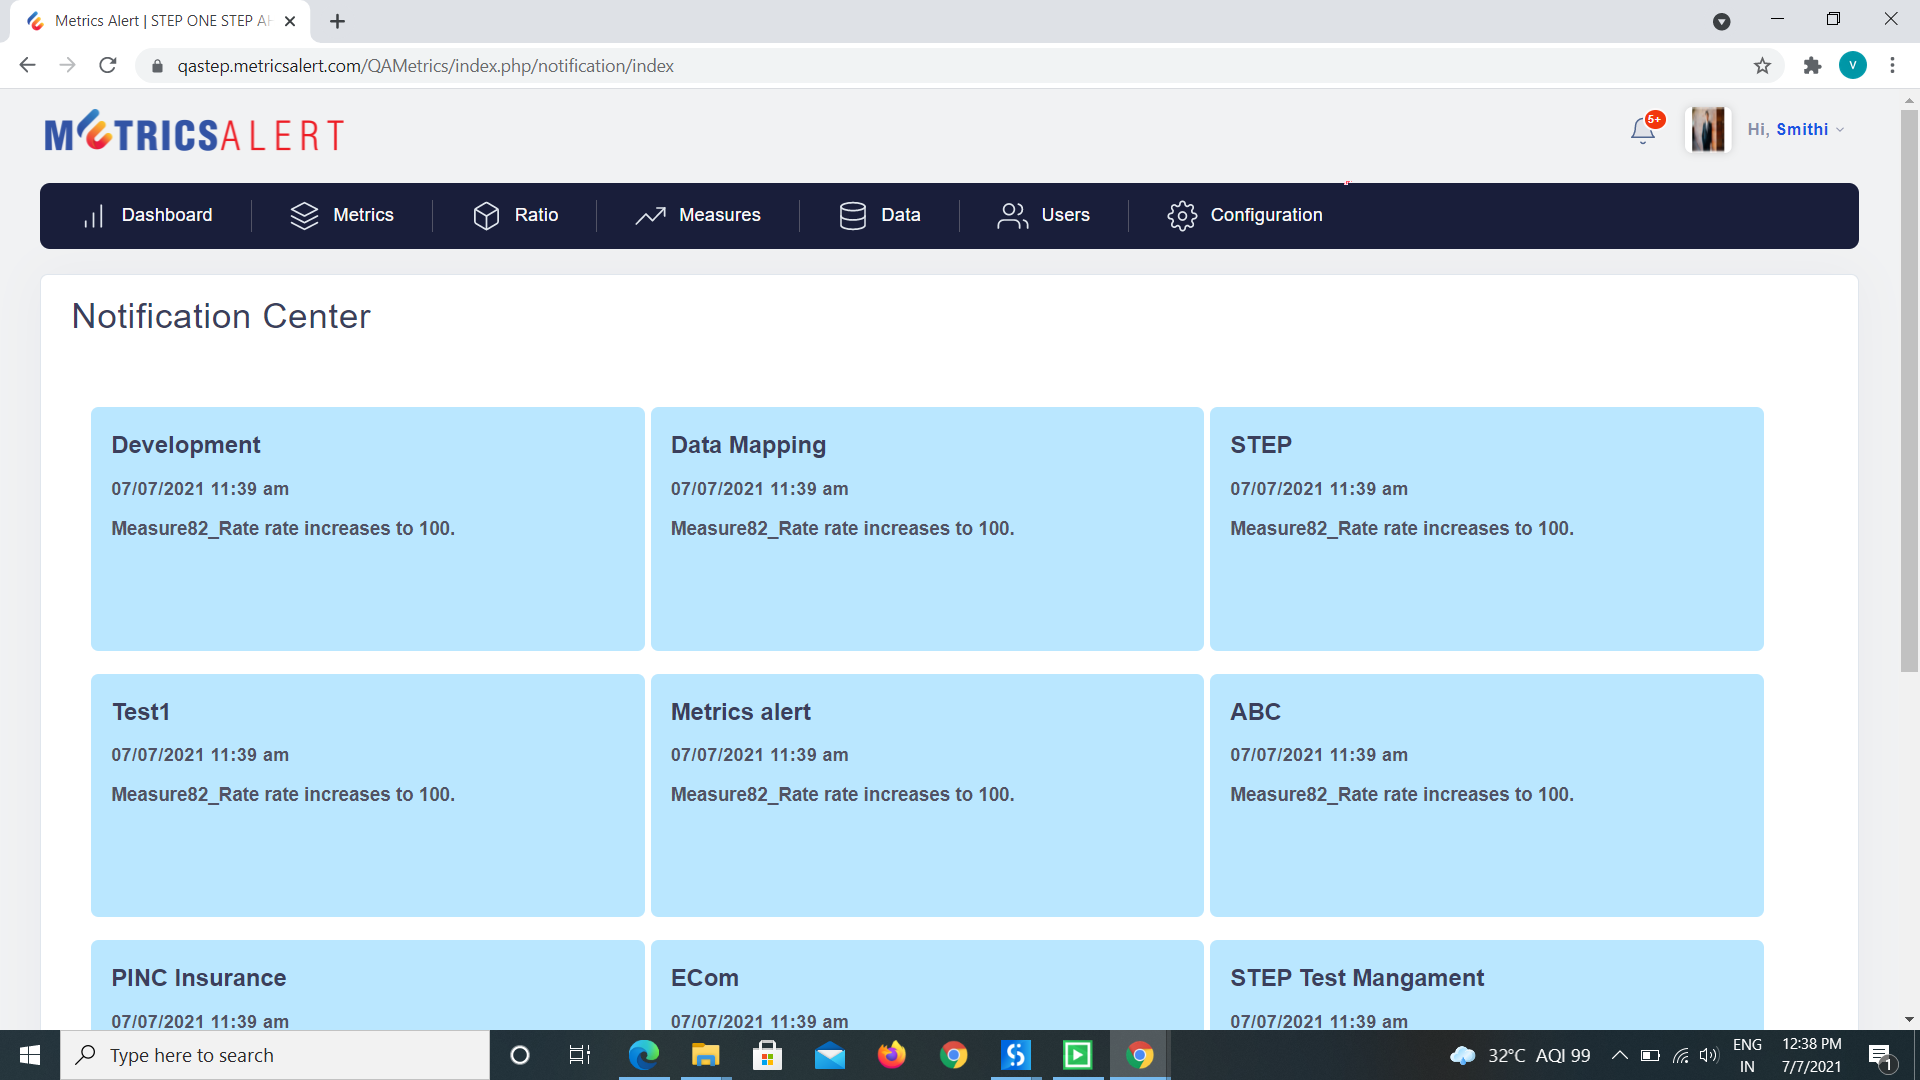 Metrics Alert | STEP ONE STEP AH
qastep.metricsalert.com/QAMetrics/index.php/notification/index
V
METRICSALERT
5+
Hi, Smithi
Dashboard
Metrics
Ratio
Measures
Data
Users
Configuration
Notification Center
Development
07/07/2021 11:39 am
Measure82_Rate rate increases to 100.
Data Mapping
07/07/2021 11:39 am
Measure82_Rate rate increases to 100.
STEP
07/07/2021 11:39 am
Measure82_Rate rate increases to 100.
Test1
07/07/2021 11:39 am
Measure82_Rate rate increases to 100.
Metrics alert
07/07/2021 11:39 am
Measure82_Rate rate increases to 100.
ABC
07/07/2021 11:39 am
Measure82_Rate rate increases to 100.
PINC Insurance
07/07/2021 11:39 am
ECom
07/07/2021 11:39 am
STEP Test Mangament
07/07/2021 11:39 am
Type here to search
32°C AQI 99
ENG
IN
12:38 PM
7/7/2021
1